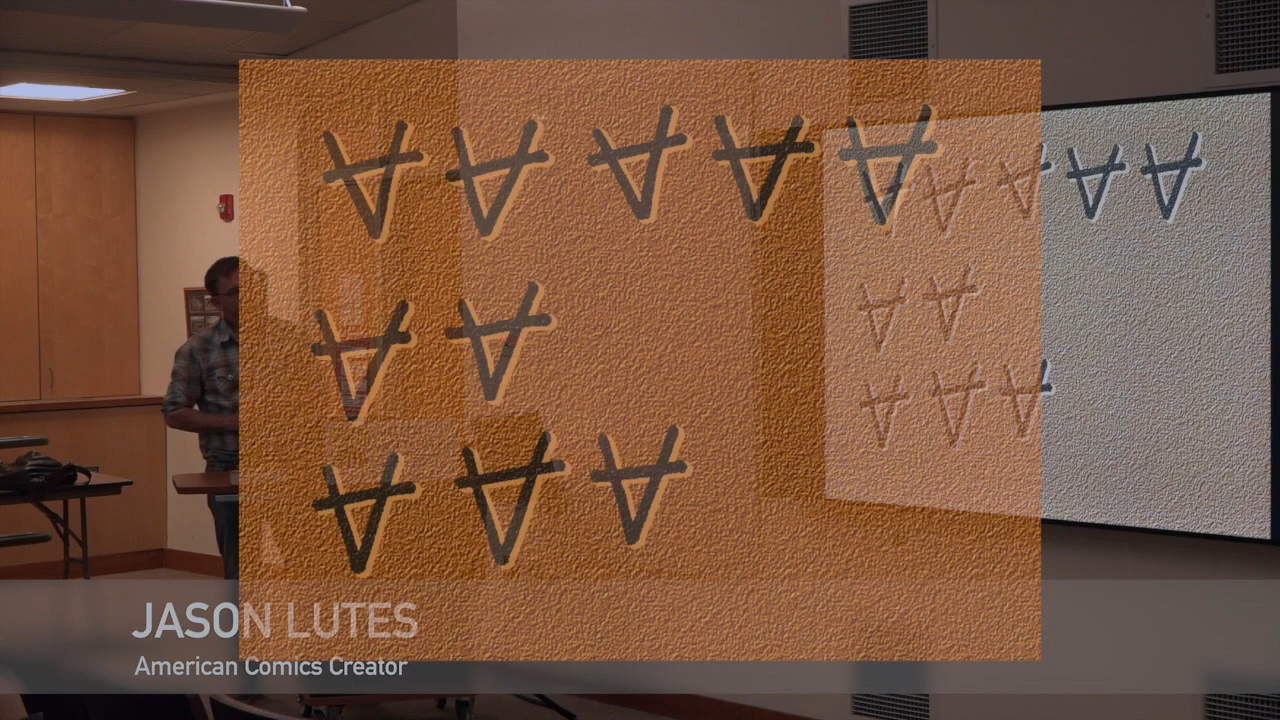 ∀ ∀ ∀ ∀ ∀
∀ ∀
∀ ∀ ∀
JASON LUTES
American Comics Creator